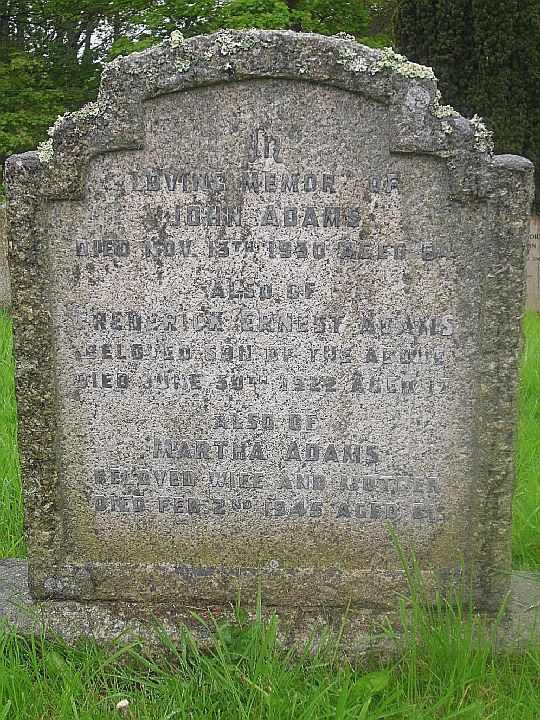 In
LOVING MEMORY OF
JOHN ADAMS
DIED NOV. 13TH 1930 AGED 64
ALSO OF
FREDERICK ERNEST ADAMS
BELOVED SON OF THE ABOVE
DIED JUNE 30TH 1922 AGED 17
ALSO OF
MARTHA ADAMS
BELOVED WIFE AND MOTHER
DIED FEB 2ND 1945 AGED